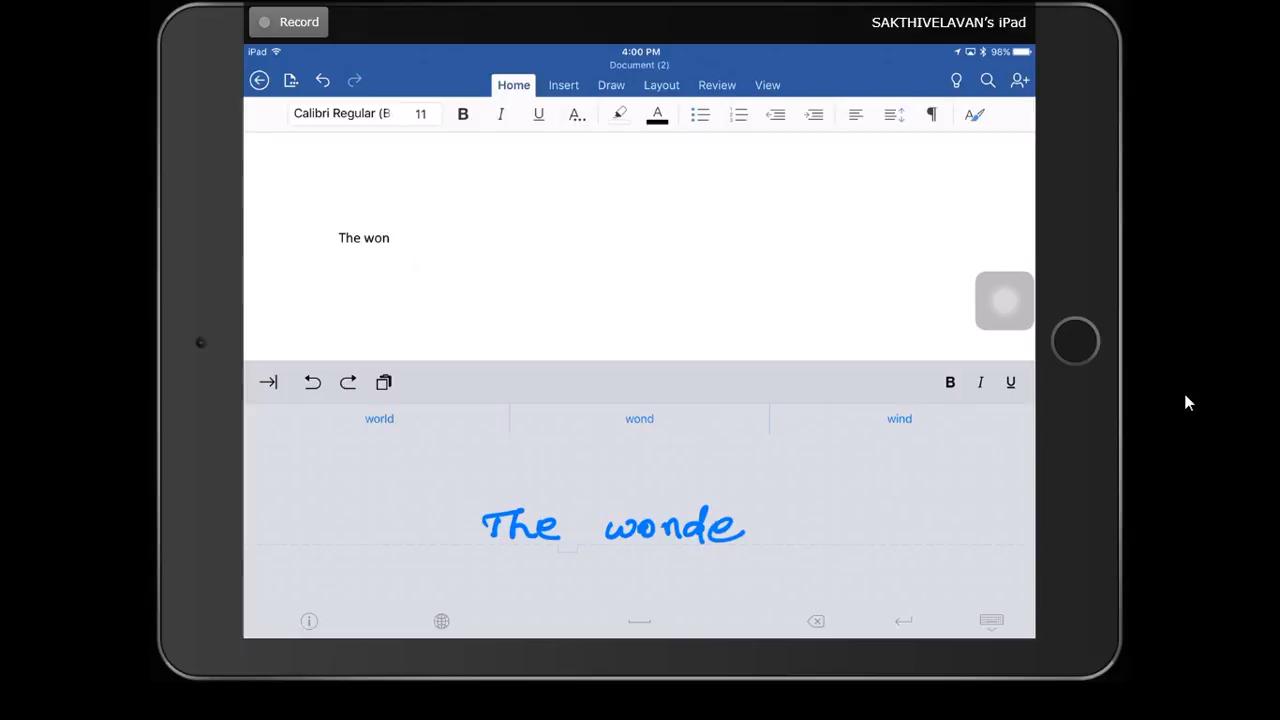 Record
SAKTHIVELAVAN's iPad
iPad 4:00 PM 98%
Document (2)
Home Insert Draw Layout Review View
Calibri Regular (B 11 B I U A.. A
The won
B I U
world wond wind
The wonde